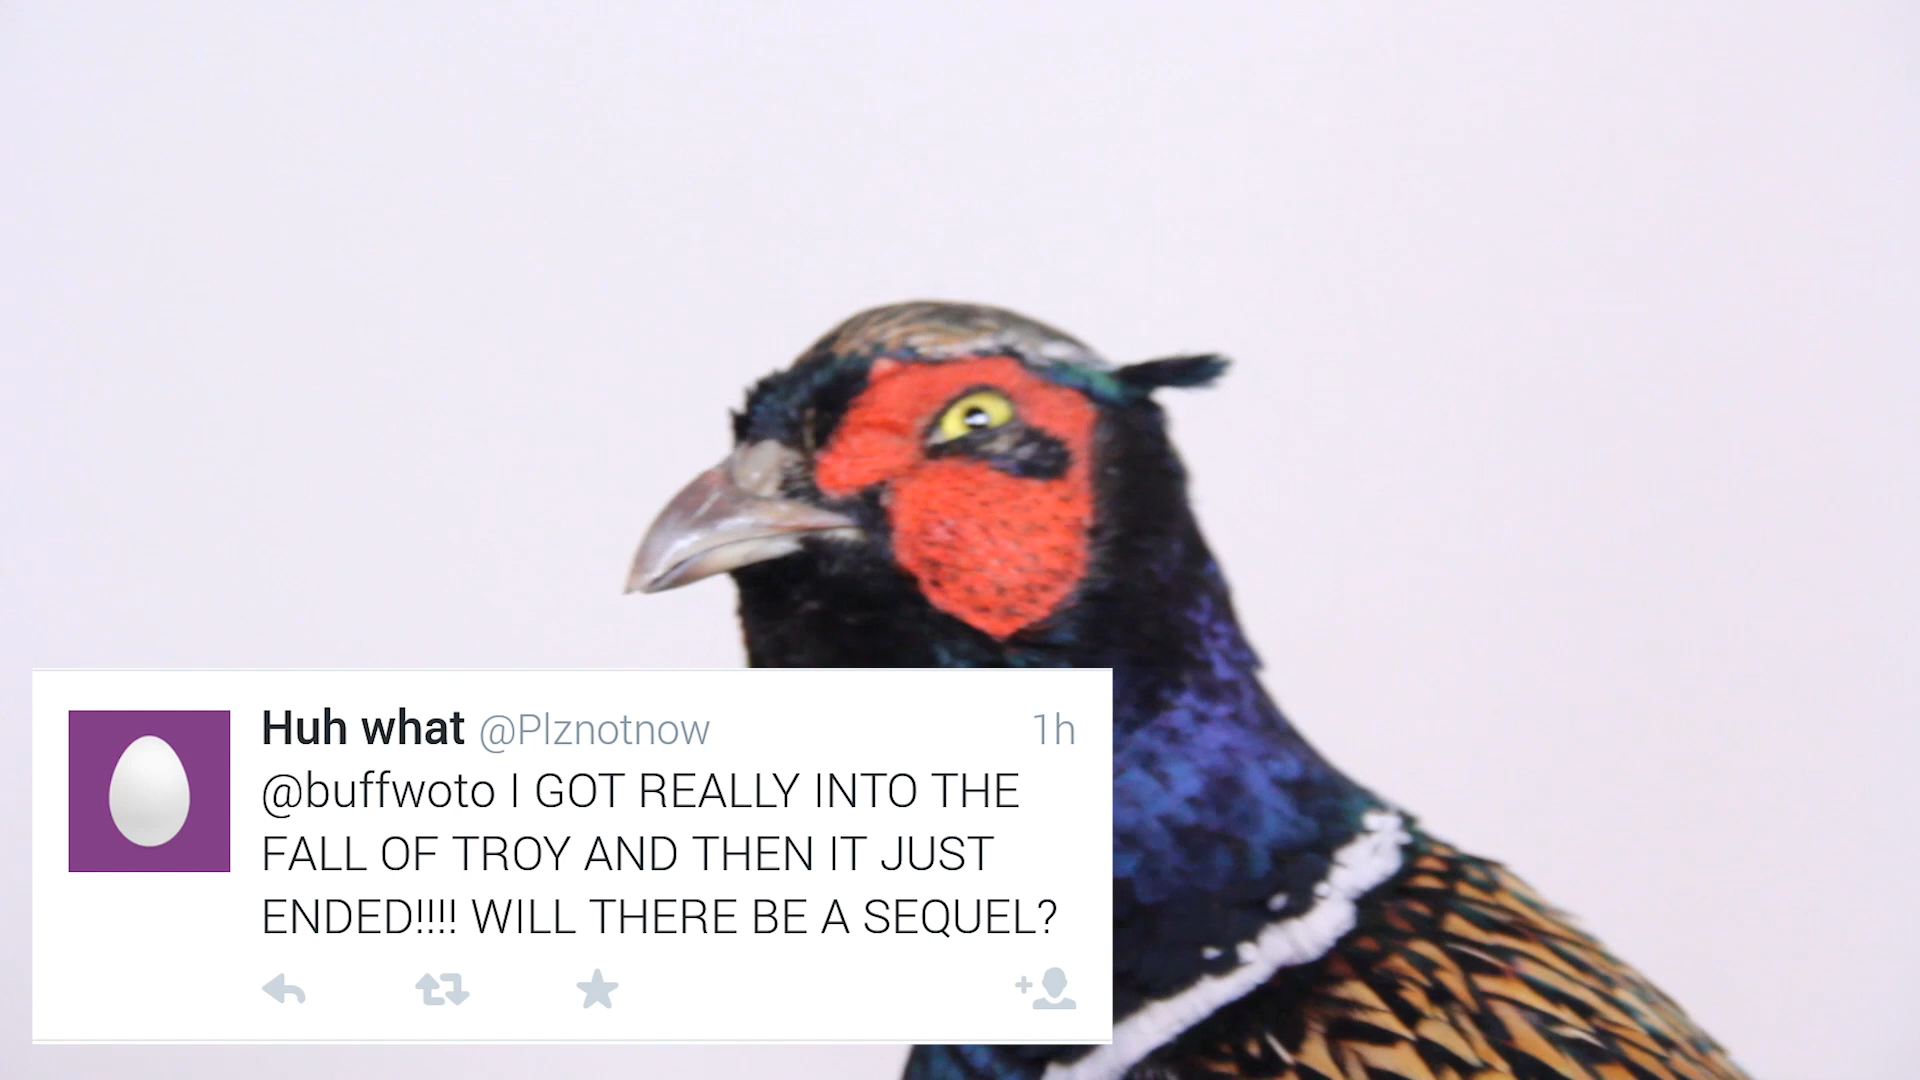 Huh what @Plznotnow 1h
@buffwoto I GOT REALLY INTO THE
FALL OF TROY AND THEN IT JUST
ENDED!!!! WILL THERE BE A SEQUEL?